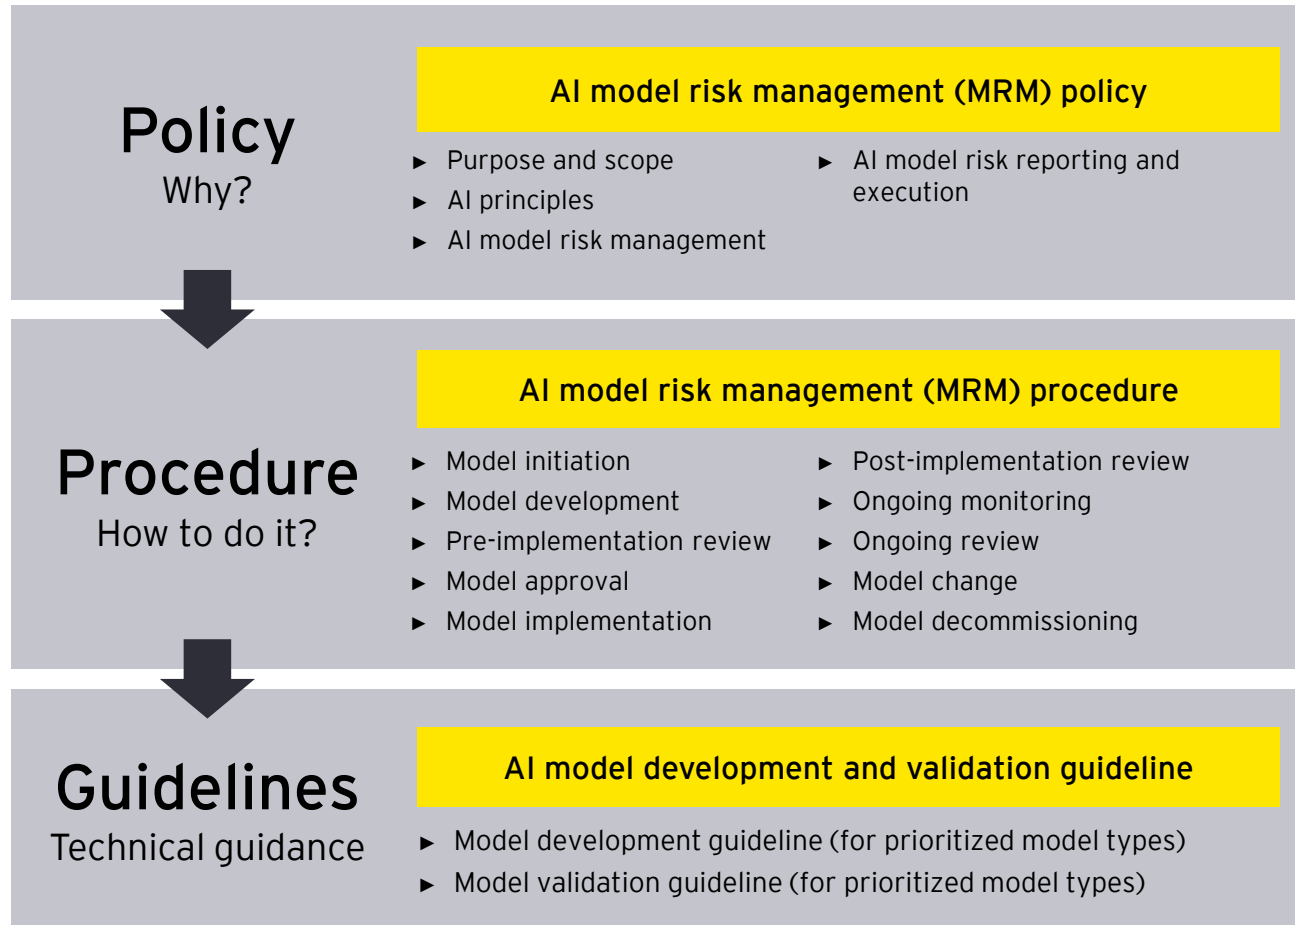 Policy
Why?
AI model risk management (MRM) policy
► Purpose and scope
► AI principles
► AI model risk management
► AI model risk reporting and
execution
Procedure
How to do it?
AI model risk management (MRM) procedure
► Model initiation
► Model development
► Pre-implementation review
► Model approval
► Model implementation
► Post-implementation review
► Ongoing monitoring
► Ongoing review
► Model change
► Model decommissioning
Guidelines
Technical guidance
AI model development and validation guideline
► Model development guideline (for prioritized model types)
► Model validation guideline (for prioritized model types)